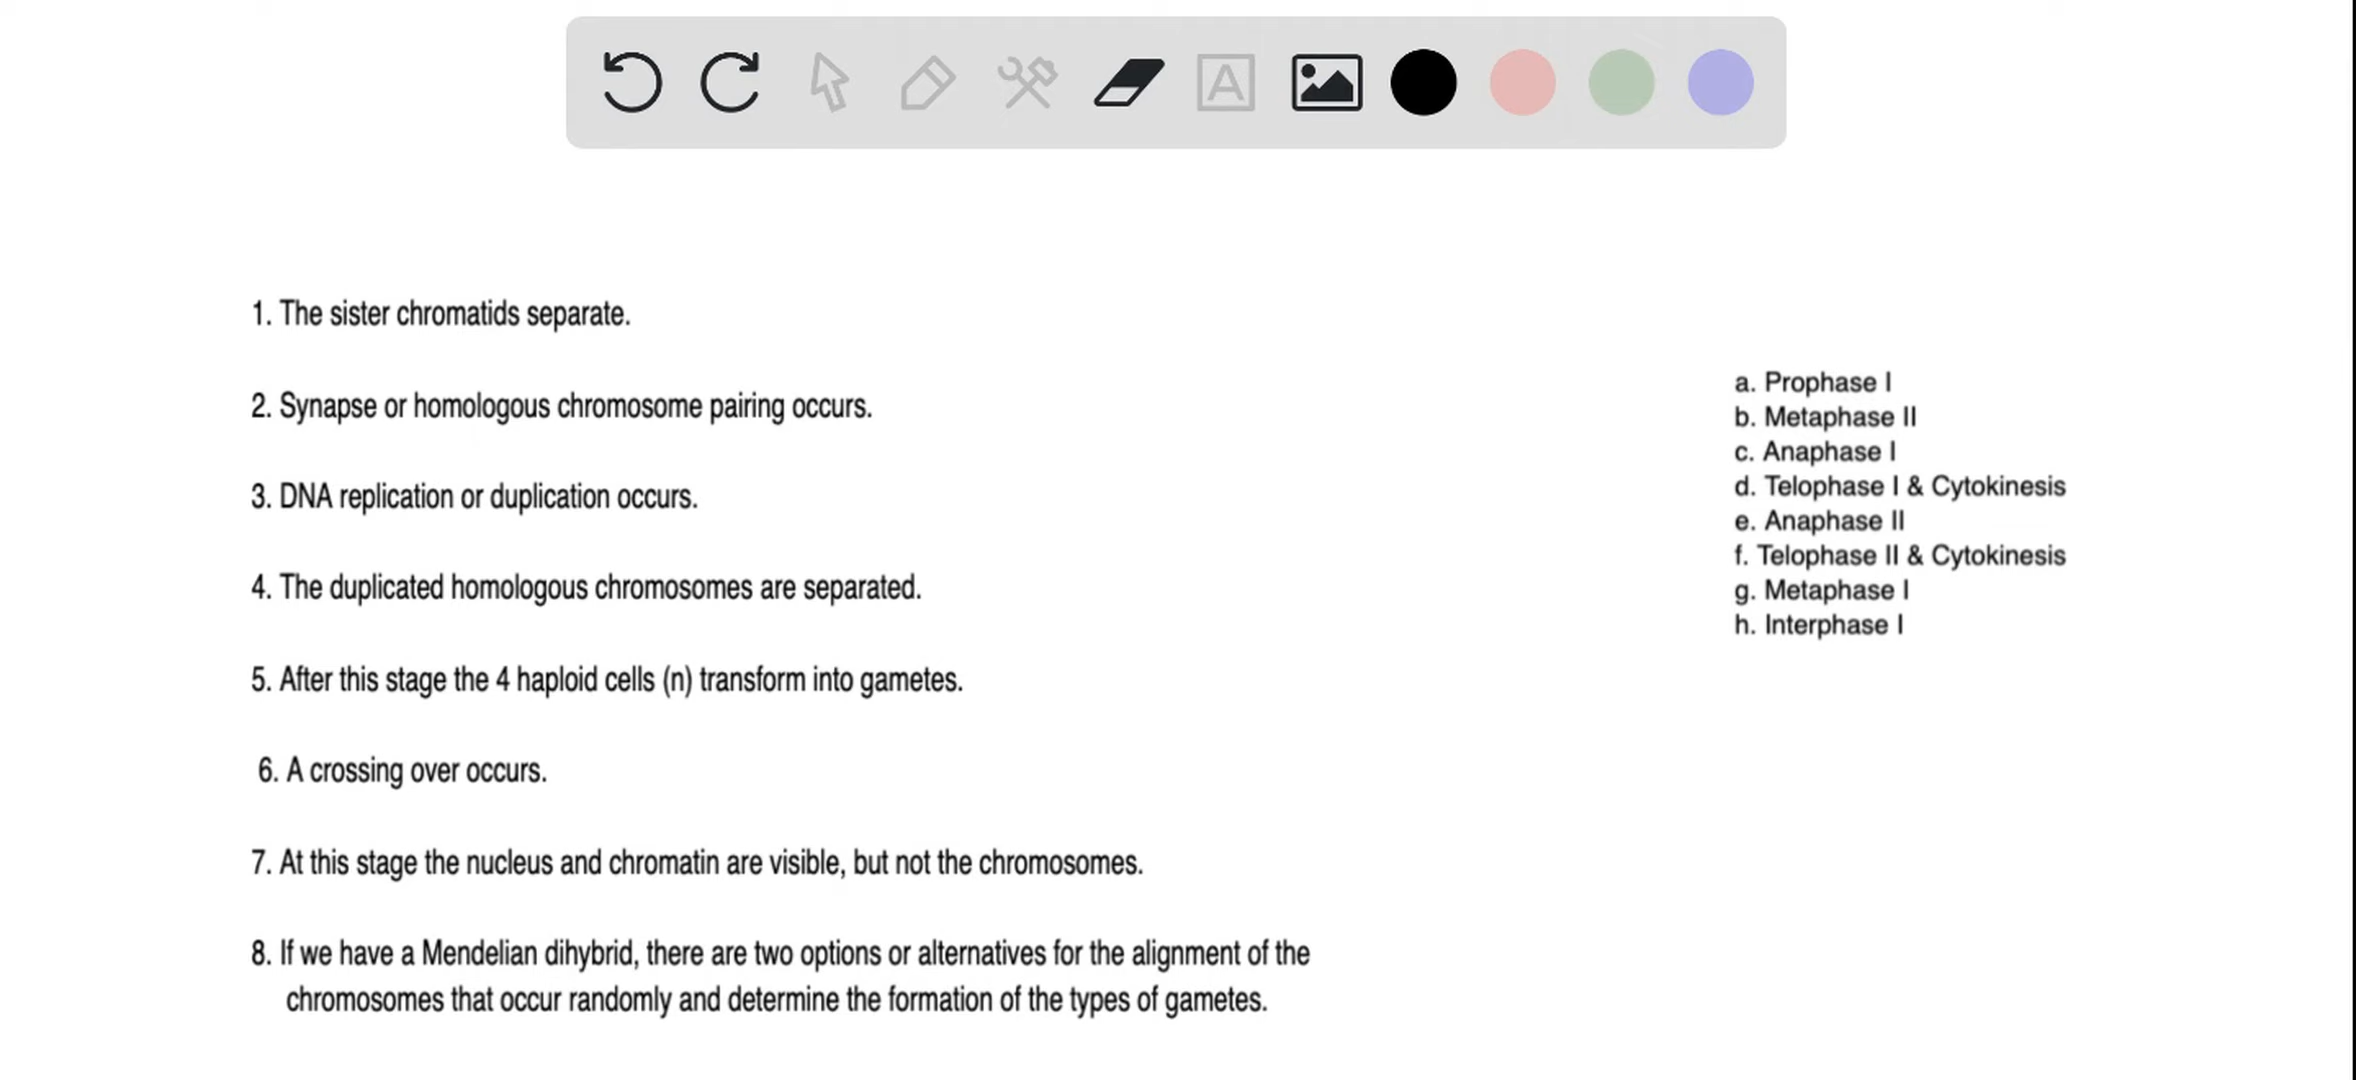 A
1. The sister chromatids separate.
2. Synapse or homologous chromosome pairing occurs.
3. DNA replication or duplication occurs.
4. The duplicated homologous chromosomes are separated.
5. After this stage the 4 haploid cells (n) transform into gametes.
6. A crossing over occurs.
7. At this stage the nucleus and chromatin are visible, but not the chromosomes.
8. If we have a Mendelian dihybrid, there are two options or alternatives for the alignment of the
chromosomes that occur randomly and determine the formation of the types of gametes.
a. Prophase I
b. Metaphase II
c. Anaphase I
d. Telophase I & Cytokinesis
e. Anaphase II
f. Telophase II & Cytokinesis
g. Metaphase I
h. Interphase I